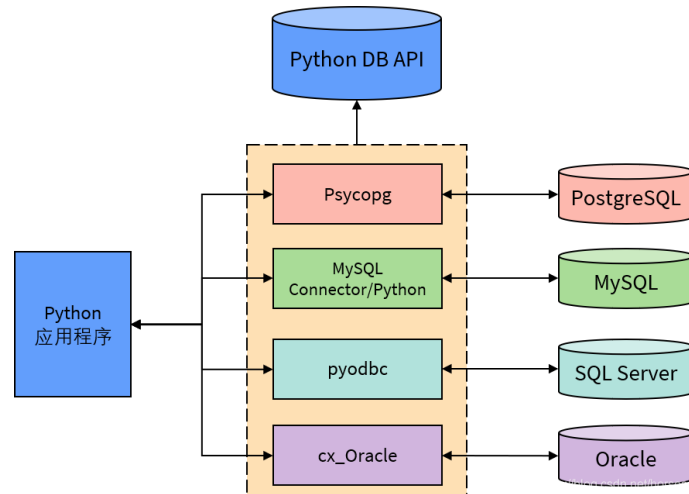 Python DB API
Psycopg
PostgreSQL
MySQL
Connector/Python
MySQL
Python
应用程序
pyodbc
SQL Server
cx_Oracle
Oracle